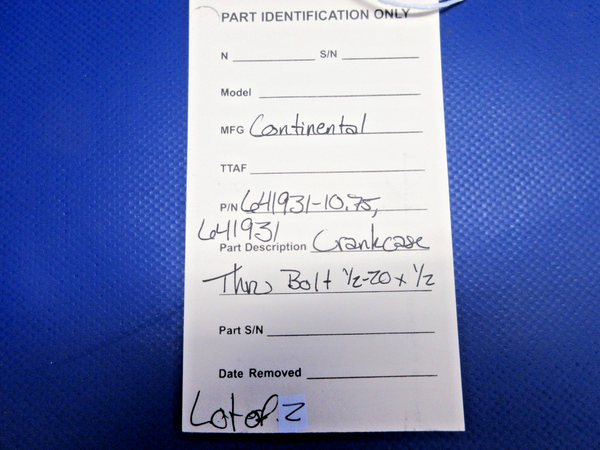 PART IDENTIFICATION ONLY
N S/N
Model
MFG Continental
TTAF
P/N 641931-10.75,
641931
Part Description Crankcase
Thru Bolt 1/2-20 x 1/2
Part S/N
Date Removed
Lot of 2